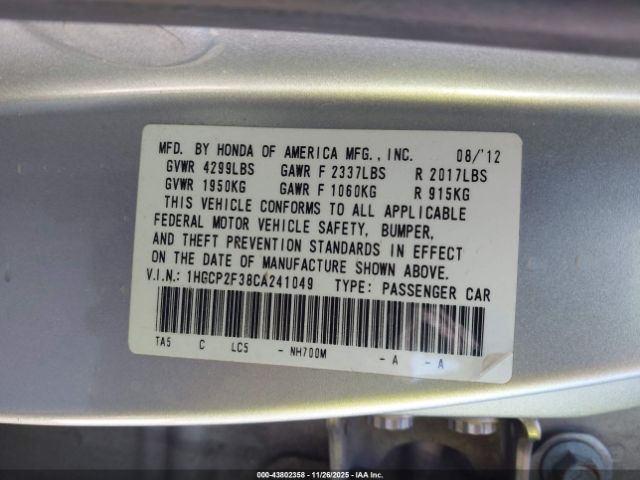 MFD. BY HONDA OF AMERICA MFG., INC. 08/'12
GVWR 4299LBS GAWR F 2337LBS R 2017LBS
GVWR 1950KG GAWR F 1060KG R 915KG
THIS VEHICLE CONFORMS TO ALL APPLICABLE
FEDERAL MOTOR VEHICLE SAFETY, BUMPER,
AND THEFT PREVENTION STANDARDS IN EFFECT
ON THE DATE OF MANUFACTURE SHOWN ABOVE.
V.I.N.: 1HGCP2F38CA241049 TYPE: PASSENGER CAR
TA5 C LC5 - NH700M - A - A
000-43802358 11/26/2025 IAA Inc.